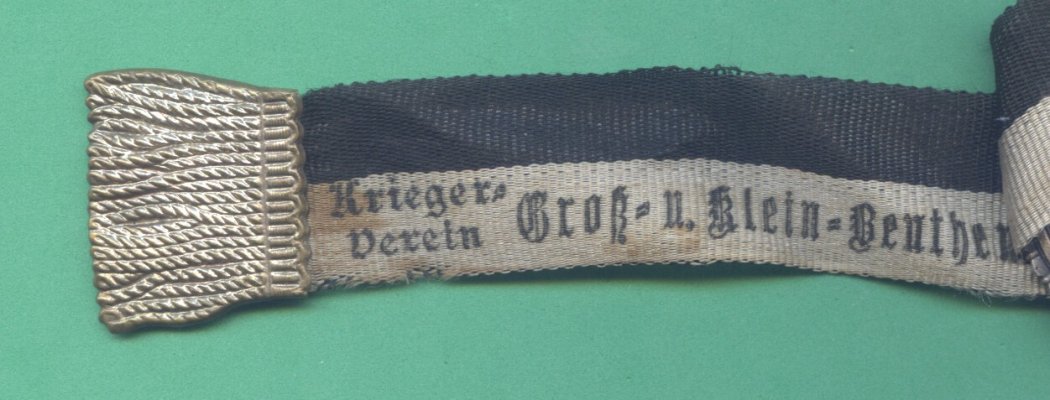 Krieger-
Verein Groß- u. Klein-Beuthen